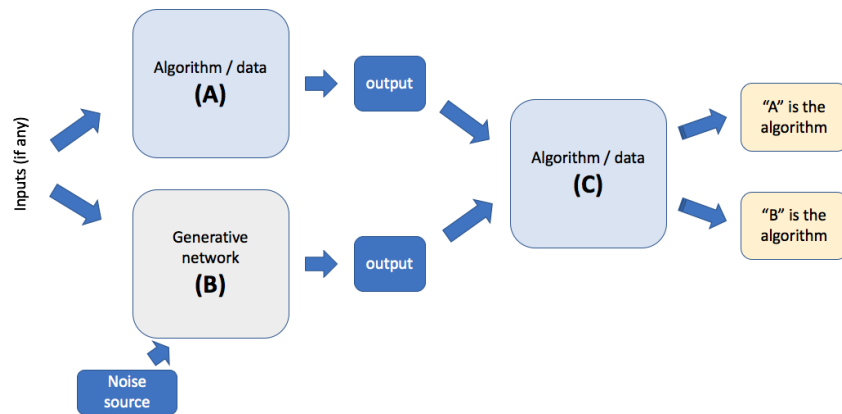 Inputs (if any)
Algorithm / data
(A)
output
Generative
network
(B)
output
Noise
source
Algorithm / data
(C)
“A” is the
algorithm
“B” is the
algorithm